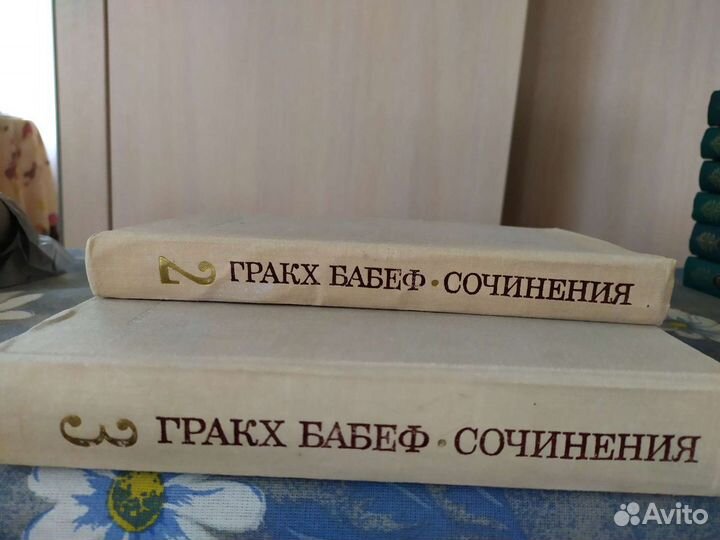 2 ГРАКХ БАБЕФ · СОЧИНЕНИЯ
3 ГРАКХ БАБЕФ · СОЧИНЕНИЯ
Avito